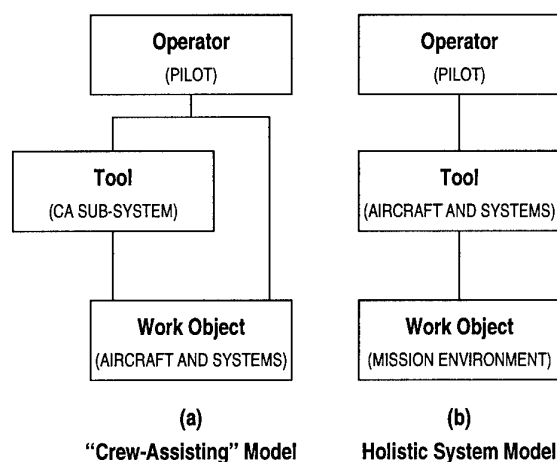 Operator
(PILOT)
Tool
(CA SUB-SYSTEM)
Work Object
(AIRCRAFT AND SYSTEMS)
(a)
“Crew-Assisting” Model
Operator
(PILOT)
Tool
(AIRCRAFT AND SYSTEMS)
Work Object
(MISSION ENVIRONMENT)
(b)
Holistic System Model